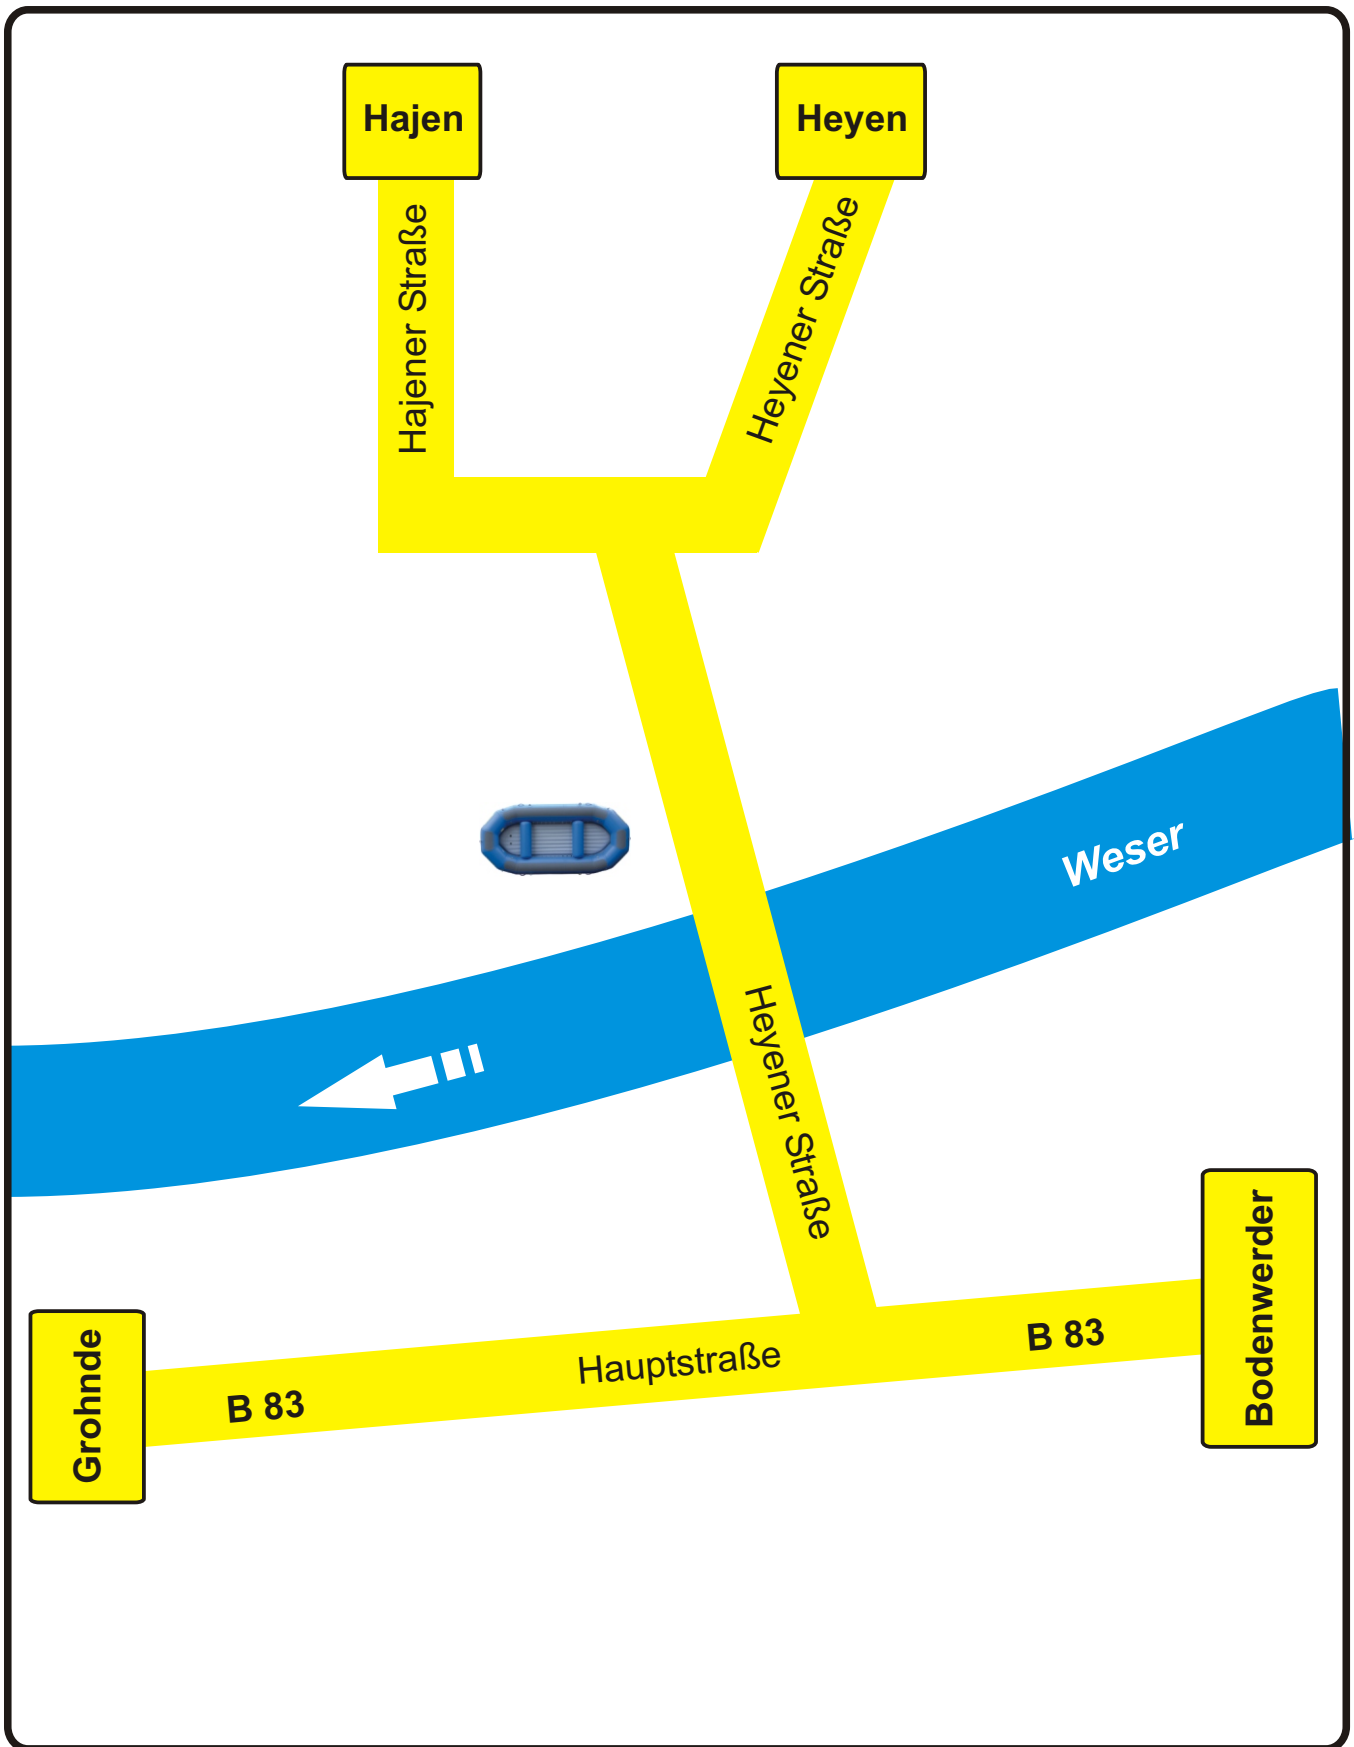 Hajen
Heyen
Hajener Straße
Heyener Straße
Weser
Heyener Straße
Bodenwerder
Grohnde
B 83
Hauptstraße
B 83